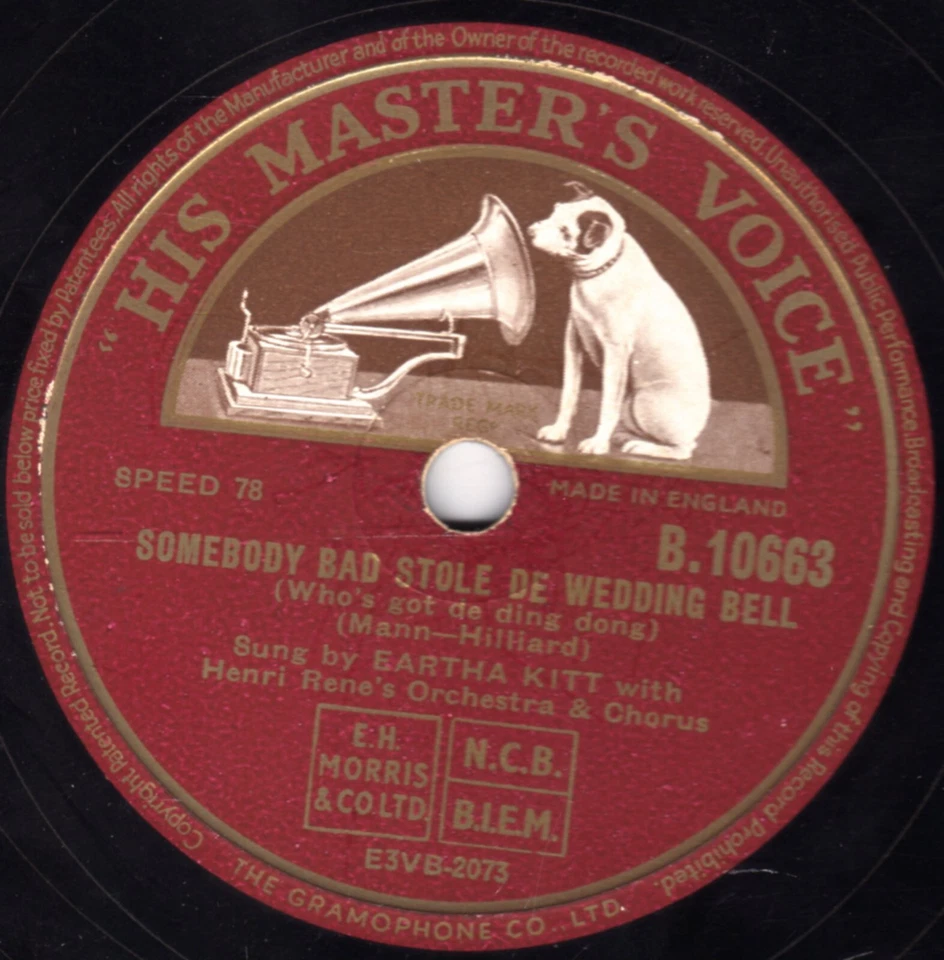 Copyright Patented Record. Not to be sold below price fixed by Patentees. All rights of the Manufacturer and of the Owner of the recorded work reserved. Unauthorised Public Performance. Broadcasting and Copying of this Record Prohibited.
"HIS MASTER'S VOICE"
TRADE MARK
REGD
SPEED 78
MADE IN ENGLAND
B.10663
SOMEBODY BAD STOLE DE WEDDING BELL
(Who's got de ding dong)
(Mann—Hilliard)
Sung by EARTHA KITT with
Henri Rene's Orchestra & Chorus
E.H.
MORRIS
& CO. LTD.
N.C.B.
B.I.E.M.
E3VB-2073
THE GRAMOPHONE CO., LTD.